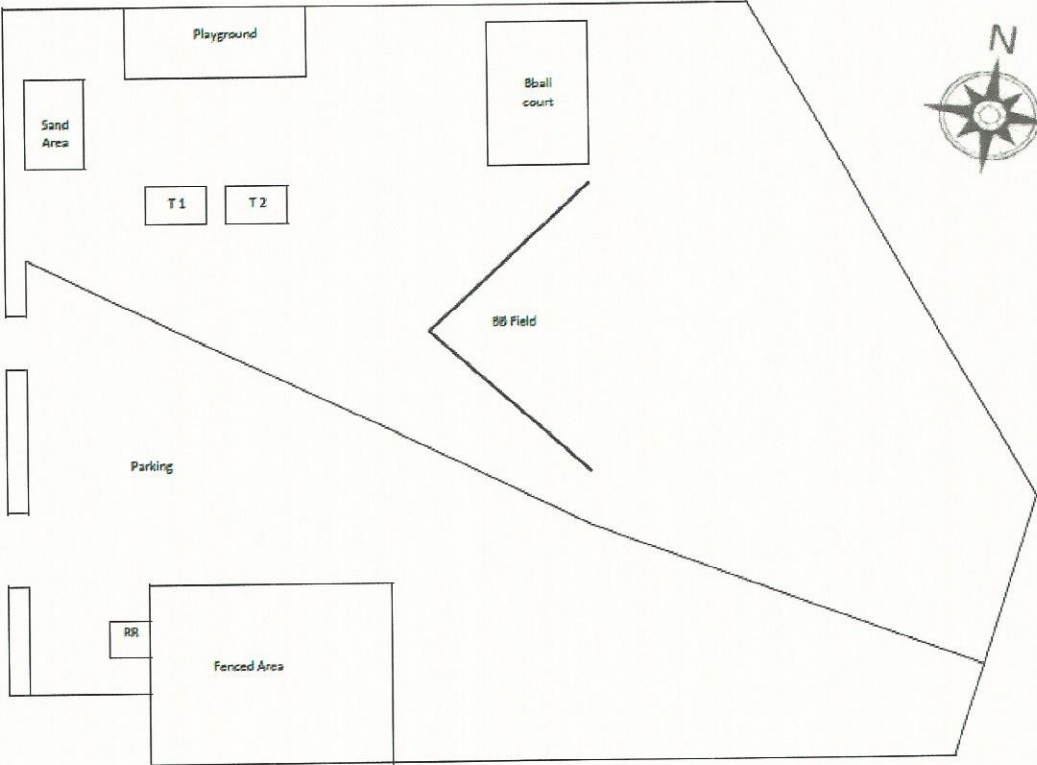 Playground
Bball
court
N
Sand
Area
T 1
T 2
BB Field
Parking
RR
Fenced Area